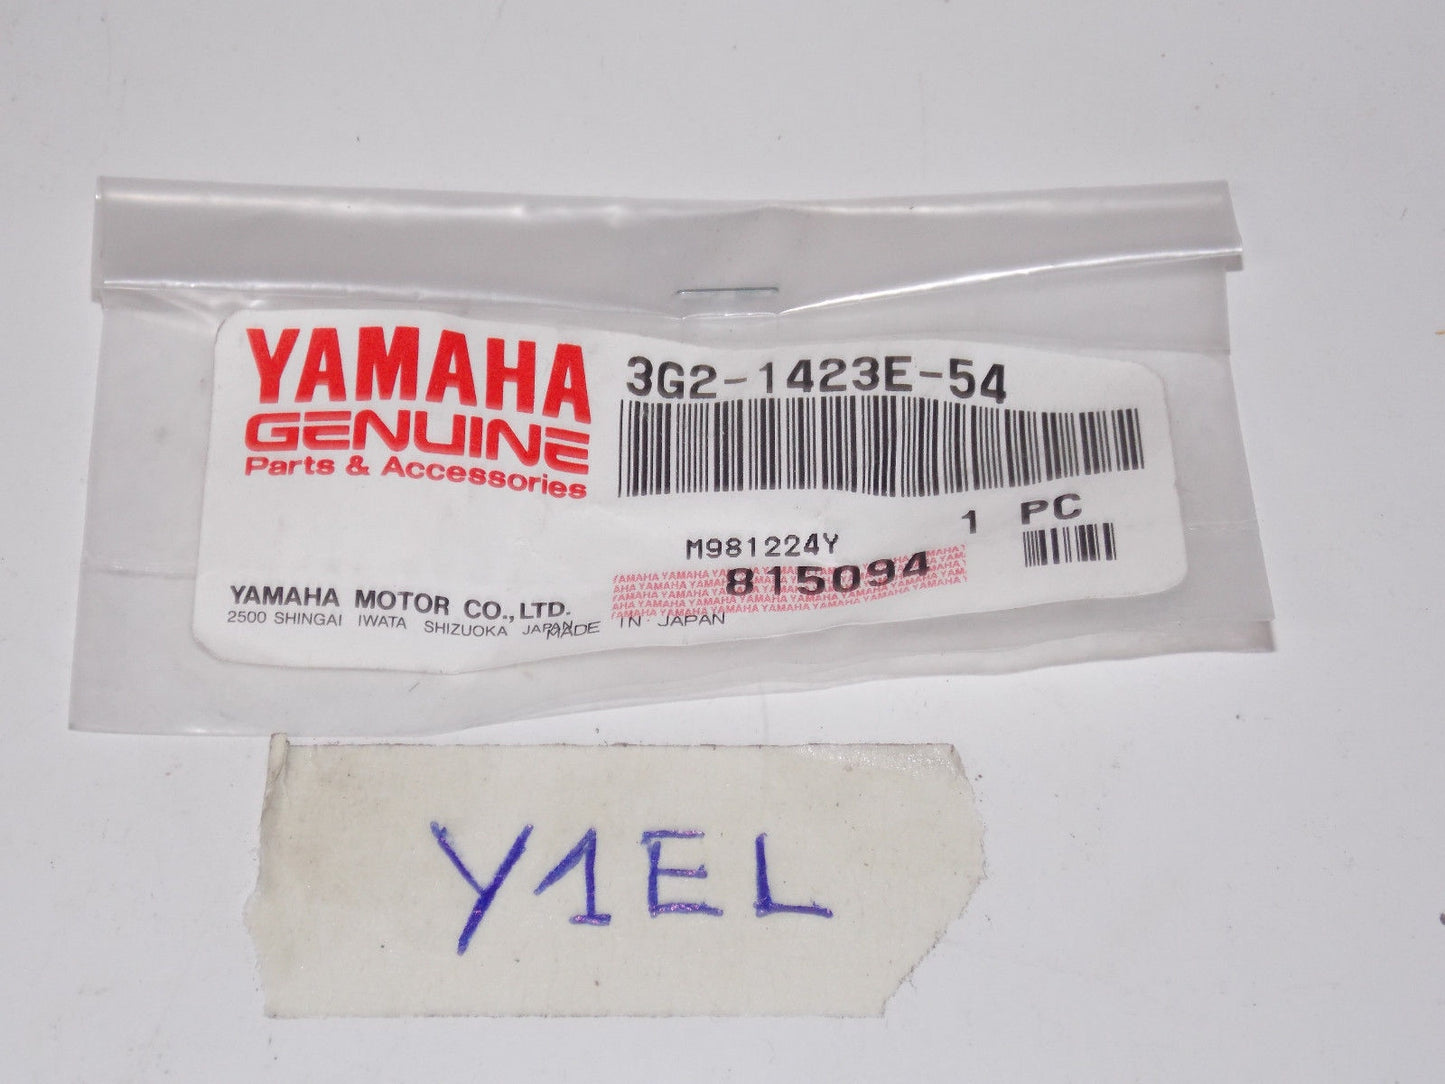 YAMAHA
GENUINE
Parts & Accessories
3G2-1423E-54
1 PC
M981224Y
815094
YAMAHA MOTOR CO., LTD.
2500 SHINGAI IWATA SHIZUOKA JAPAN
MADE IN JAPAN
Y1EL